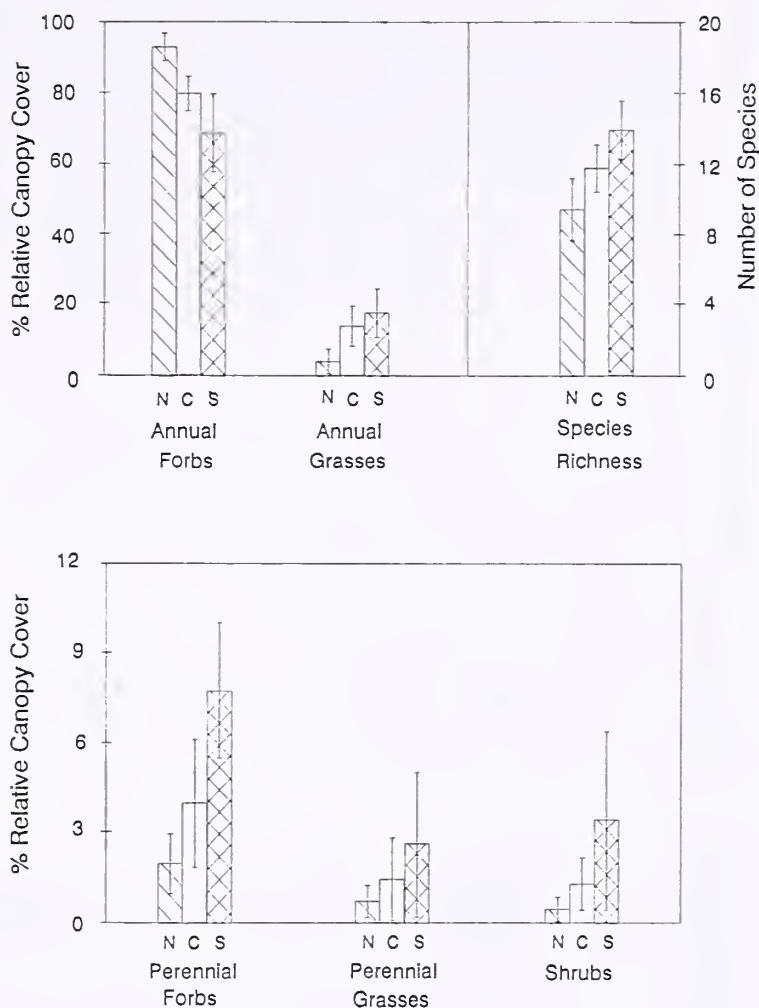 % Relative Canopy Cover
100
80
60
40
20
0
20
16
12
8
4
0
Number of Species
N C S
N C S
N C S
Annual
Forbs
Annual
Grasses
Species
Richness
% Relative Canopy Cover
12
9
6
3
0
N C S
N C S
N C S
Perennial
Forbs
Perennial
Grasses
Shrubs